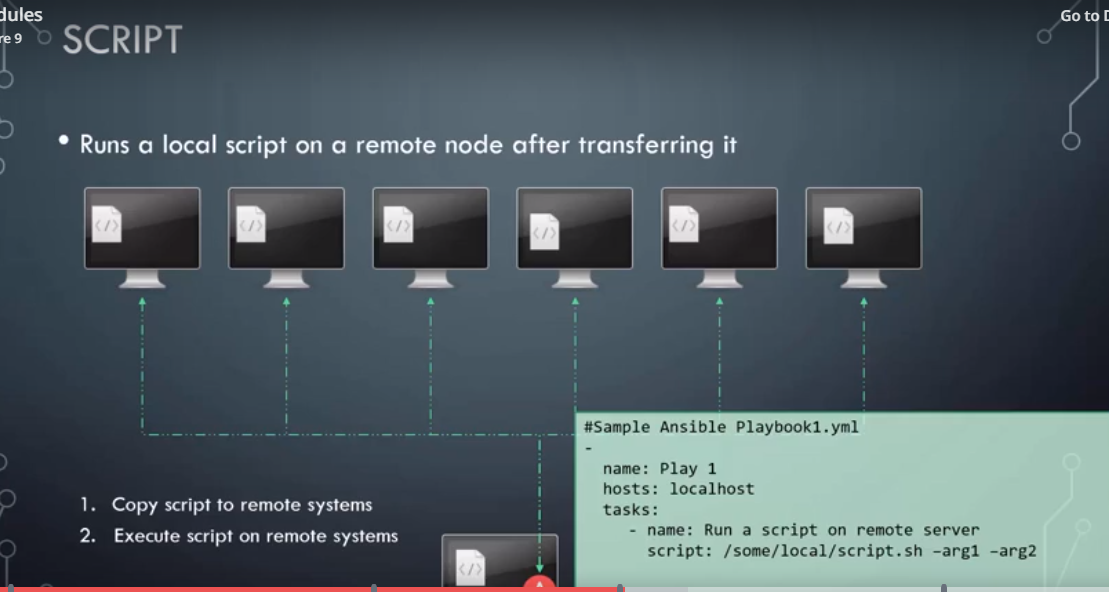 dules
re 9
Go to D
SCRIPT
• Runs a local script on a remote node after transferring it
1. Copy script to remote systems
2. Execute script on remote systems
#Sample Ansible Playbook1.yml
-
name: Play 1
hosts: localhost
tasks:
- name: Run a script on remote server
script: /some/local/script.sh –arg1 –arg2